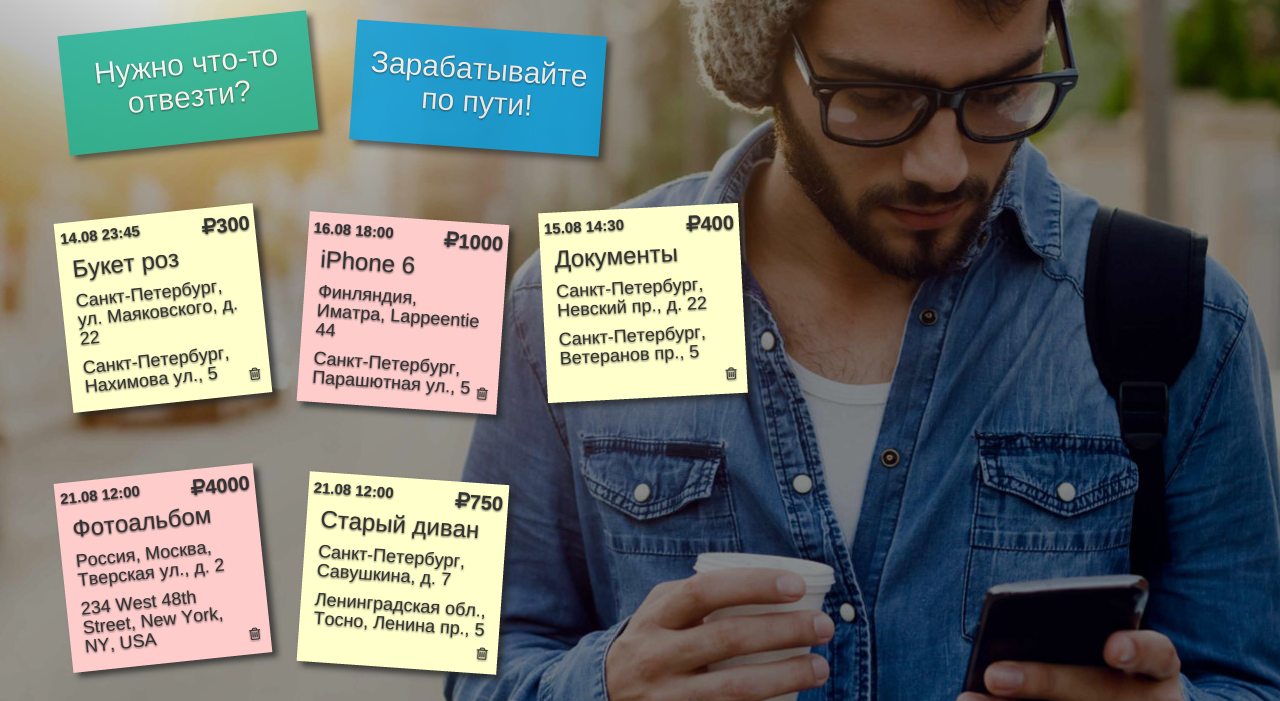 Нужно что-то
отвезти?
Зарабатывайте
по пути!
14.08 23:45
₽300
Букет роз
Санкт-Петербург,
ул. Маяковского, д.
22
Санкт-Петербург,
Нахимова ул., 5
16.08 18:00
₽1000
iPhone 6
Финляндия,
Иматра, Lappeentie
44
Санкт-Петербург,
Парашютная ул., 5
15.08 14:30
₽400
Документы
Санкт-Петербург,
Невский пр., д. 22
Санкт-Петербург,
Ветеранов пр., 5
21.08 12:00
₽4000
Фотоальбом
Россия, Москва,
Тверская ул., д. 2
234 West 48th
Street, New York,
NY, USA
21.08 12:00
₽750
Старый диван
Санкт-Петербург,
Савушкина, д. 7
Ленинградская обл.,
Тосно, Ленина пр., 5